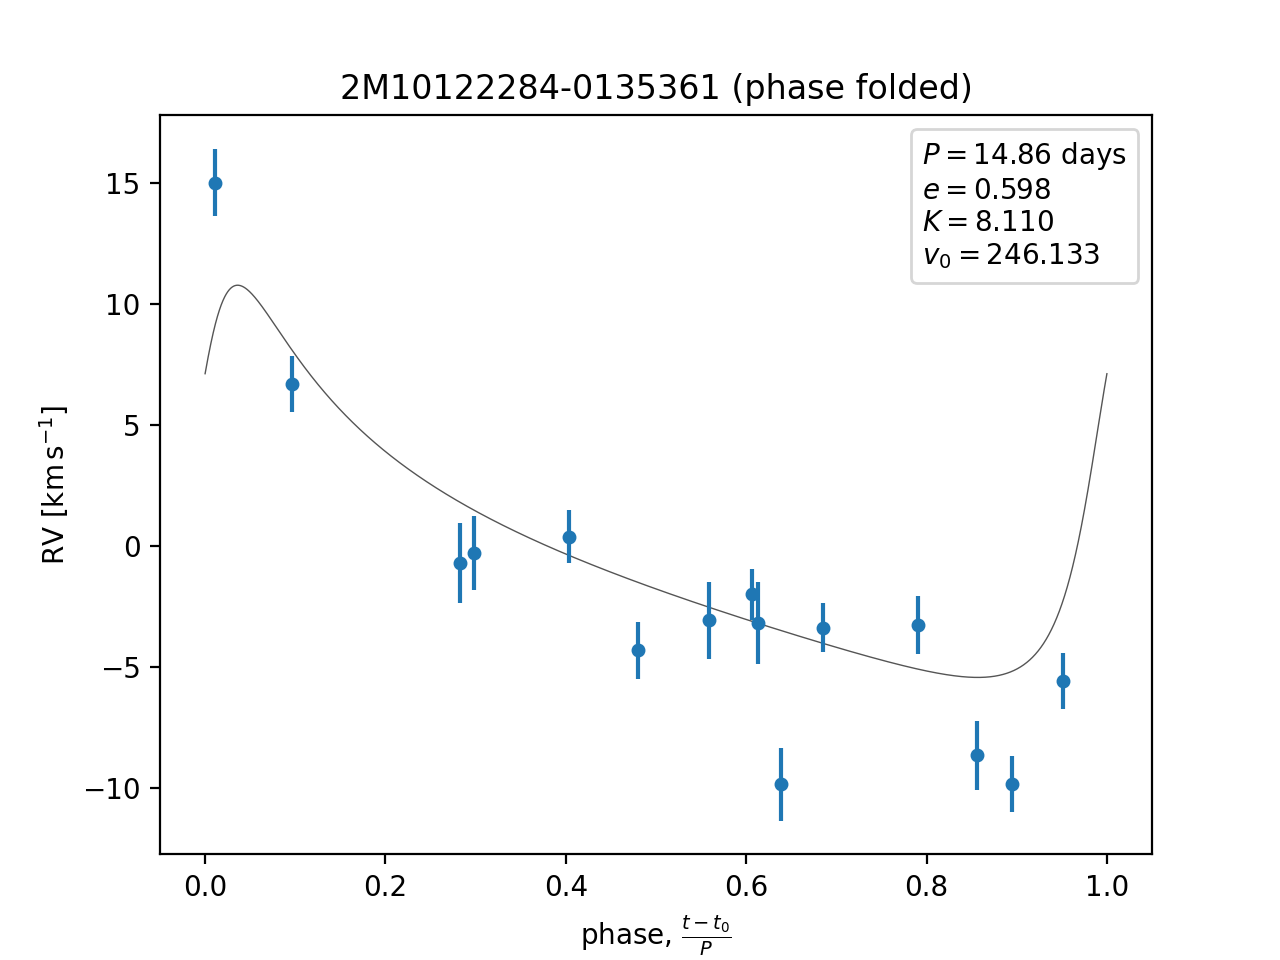 2M10122284-0135361 (phase folded)
P = 14.86 days
e = 0.598
K = 8.110
v₀ = 246.133
RV [km s⁻¹]
15
10
5
0
−5
−10
0.0 0.2 0.4 0.6 0.8 1.0
phase, (t − t₀)/P